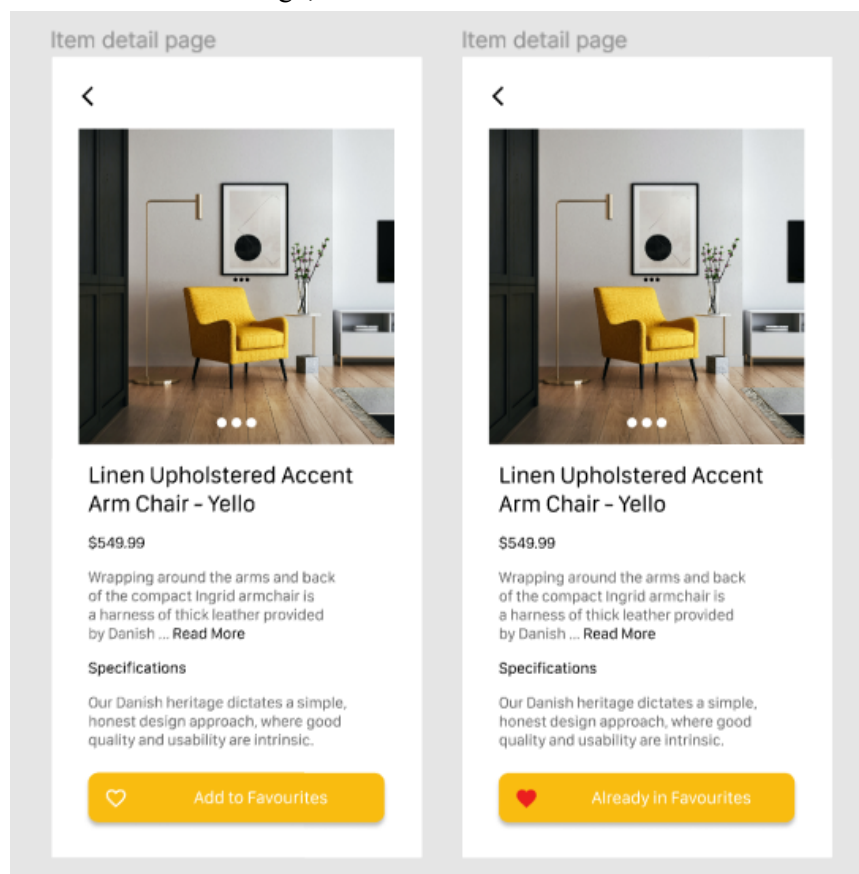 Item detail page
Linen Upholstered Accent
Arm Chair – Yello
$549.99
Wrapping around the arms and back
of the compact Ingrid armchair is
a harness of thick leather provided
by Danish ... Read More
Specifications
Our Danish heritage dictates a simple,
honest design approach, where good
quality and usability are intrinsic.
Add to Favourites
Item detail page
Linen Upholstered Accent
Arm Chair – Yello
$549.99
Wrapping around the arms and back
of the compact Ingrid armchair is
a harness of thick leather provided
by Danish ... Read More
Specifications
Our Danish heritage dictates a simple,
honest design approach, where good
quality and usability are intrinsic.
Already in Favourites